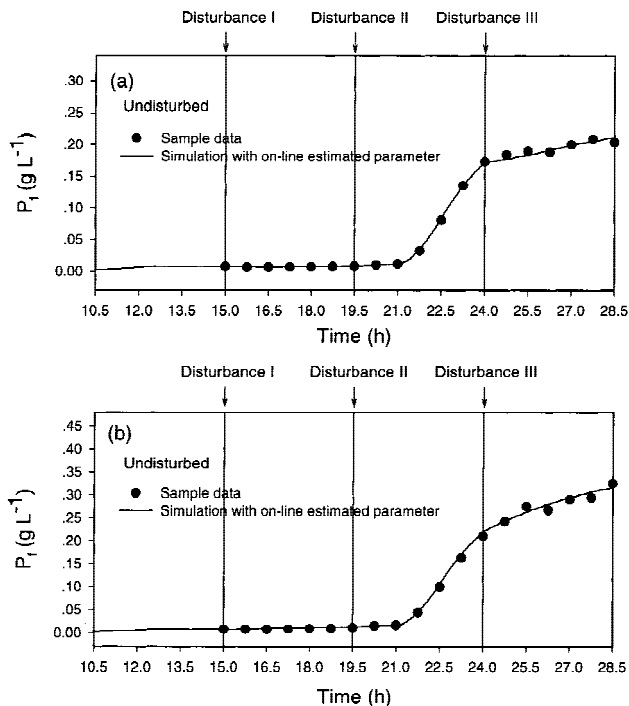 Disturbance I Disturbance II Disturbance III
(a)
Undisturbed
Sample data
Simulation with on-line estimated parameter
P_f (g L⁻¹)
.30
.25
.20
.15
.10
.05
0.00
10.5 12.0 13.5 15.0 16.5 18.0 19.5 21.0 22.5 24.0 25.5 27.0 28.5
Time (h)
Disturbance I Disturbance II Disturbance III
(b)
Undisturbed
Sample data
Simulation with on-line estimated parameter
P_f (g L⁻¹)
.45
.40
.35
.30
.25
.20
.15
.10
.05
0.00
10.5 12.0 13.5 15.0 16.5 18.0 19.5 21.0 22.5 24.0 25.5 27.0 28.5
Time (h)